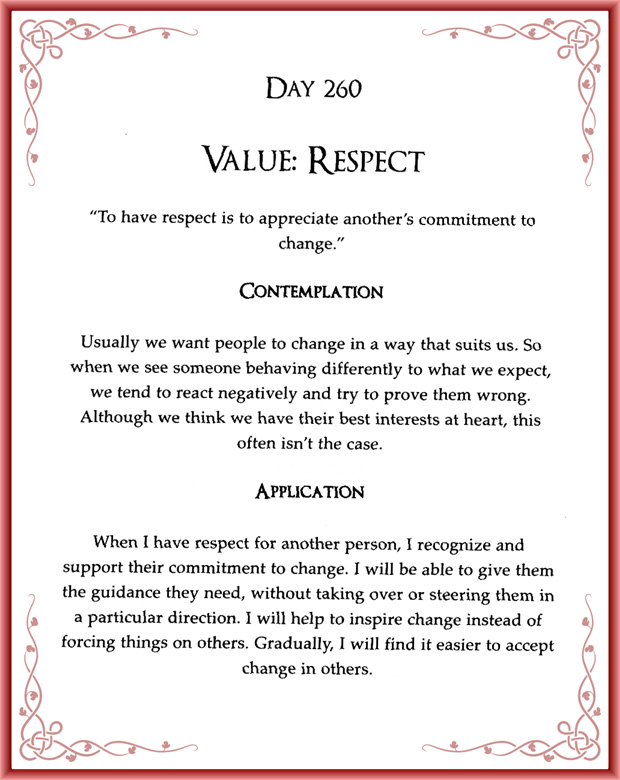 DAY 260
VALUE: RESPECT
“To have respect is to appreciate another’s commitment to
change.”
CONTEMPLATION
Usually we want people to change in a way that suits us. So
when we see someone behaving differently to what we expect,
we tend to react negatively and try to prove them wrong.
Although we think we have their best interests at heart, this
often isn’t the case.
APPLICATION
When I have respect for another person, I recognize and
support their commitment to change. I will be able to give them
the guidance they need, without taking over or steering them in
a particular direction. I will help to inspire change instead of
forcing things on others. Gradually, I will find it easier to accept
change in others.